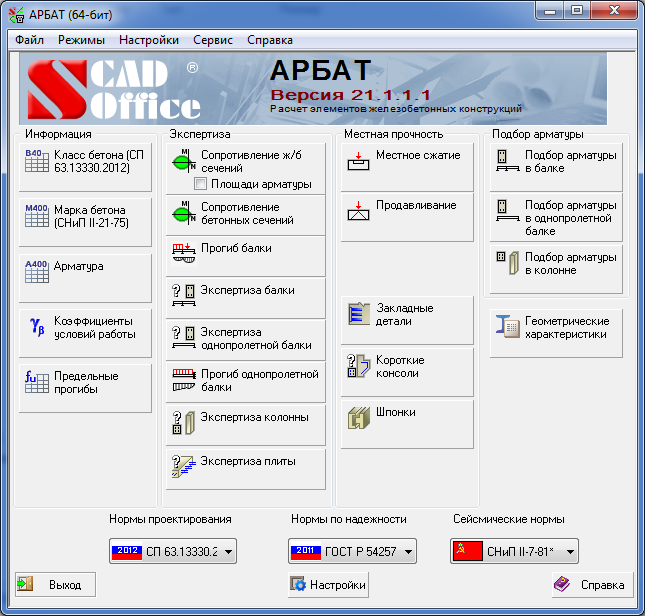 АРБАТ (64-бит)
Файл Режимы Настройки Сервис Справка
SCAD ®
Office
АРБАТ
Версия 21.1.1.1
Расчет элементов железобетонных конструкций
Информация
B40
Класс бетона (СП
63.13330.2012)
M400
Марка бетона
(СНиП II-21-75)
A400
Арматура
γβ
Коэффициенты
условий работы
fu
Предельные
прогибы
Экспертиза
M
N
Сопротивление ж/б
сечений
Площади арматуры
M
N
Сопротивление
бетонных сечений
Прогиб балки
?
Экспертиза балки
?
Экспертиза
однопролетной балки
Прогиб однопролетной
балки
?
Экспертиза колонны
?
Экспертиза плиты
Местная прочность
Местное сжатие
Продавливание
Закладные
детали
?
Короткие
консоли
Шпонки
Подбор арматуры
Подбор арматуры
в балке
Подбор арматуры
в однопролетной
балке
Подбор арматуры
в колонне
Геометрические
характеристики
Нормы проектирования
2012 СП 63.13330.2
Нормы по надежности
2011 ГОСТ Р 54257
Сейсмические нормы
СНиП II-7-81*
Выход
Настройки
Справка